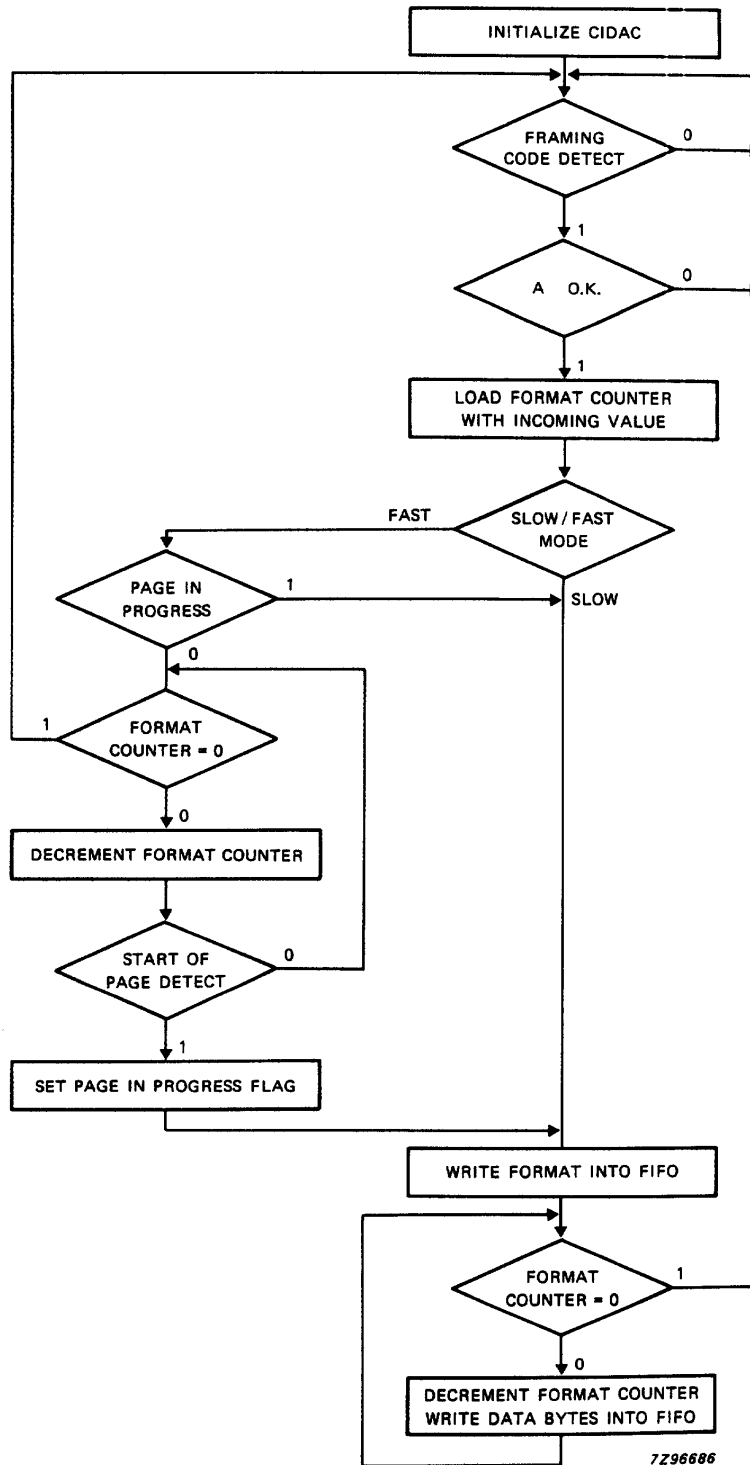 INITIALIZE CIDAC
FRAMING
CODE DETECT
0
1
A O.K.
0
1
LOAD FORMAT COUNTER
WITH INCOMING VALUE
FAST
SLOW/FAST
MODE
PAGE IN
PROGRESS
1
SLOW
0
1
FORMAT
COUNTER = 0
0
DECREMENT FORMAT COUNTER
START OF
PAGE DETECT
0
1
SET PAGE IN PROGRESS FLAG
WRITE FORMAT INTO FIFO
FORMAT
COUNTER = 0
1
0
DECREMENT FORMAT COUNTER
WRITE DATA BYTES INTO FIFO
7Z96686